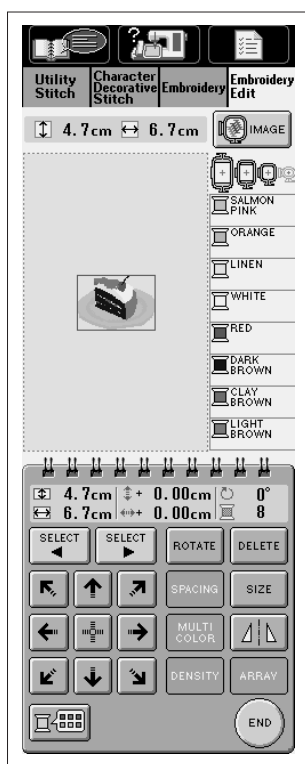 Utility
Stitch
Character
Decorative
Stitch
Embroidery
Embroidery
Edit
4.7cm 6.7cm
IMAGE
SALMON
PINK
ORANGE
LINEN
WHITE
RED
DARK
BROWN
CLAY
BROWN
LIGHT
BROWN
4.7cm + 0.00cm 0°
6.7cm + 0.00cm 8
SELECT
SELECT
ROTATE
DELETE
SPACING
SIZE
MULTI
COLOR
DENSITY
ARRAY
END